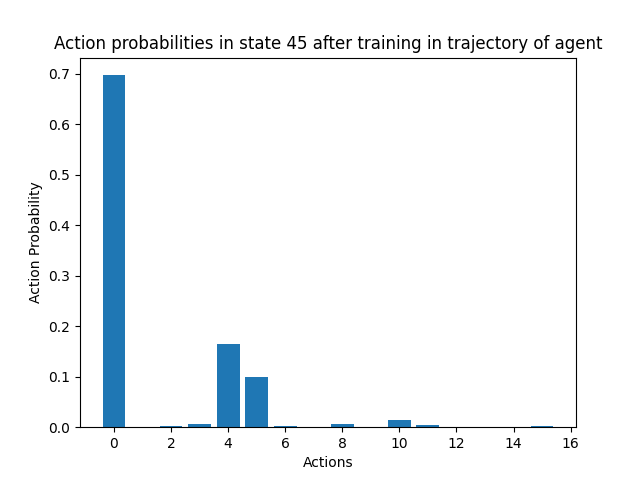 Action probabilities in state 45 after training in trajectory of agent
Action Probability
0.7
0.6
0.5
0.4
0.3
0.2
0.1
0.0
0 2 4 6 8 10 12 14 16
Actions